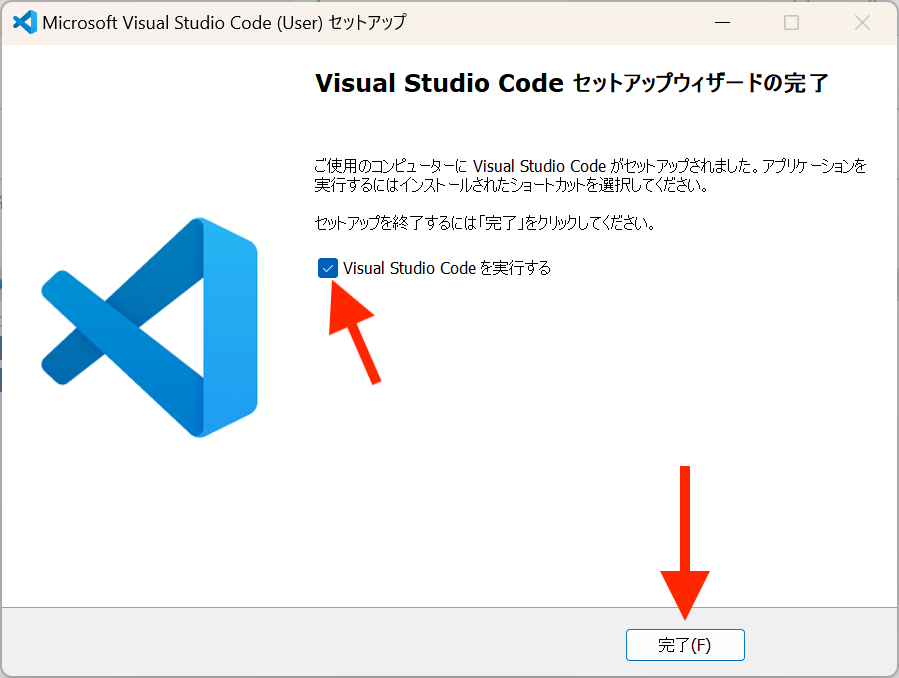 Microsoft Visual Studio Code (User) セットアップ
Visual Studio Code セットアップウィザードの完了
ご使用のコンピューターに Visual Studio Code がセットアップされました。アプリケーションを
実行するにはインストールされたショートカットを選択してください。
セットアップを終了するには「完了」をクリックしてください。
Visual Studio Code を実行する
完了(F)